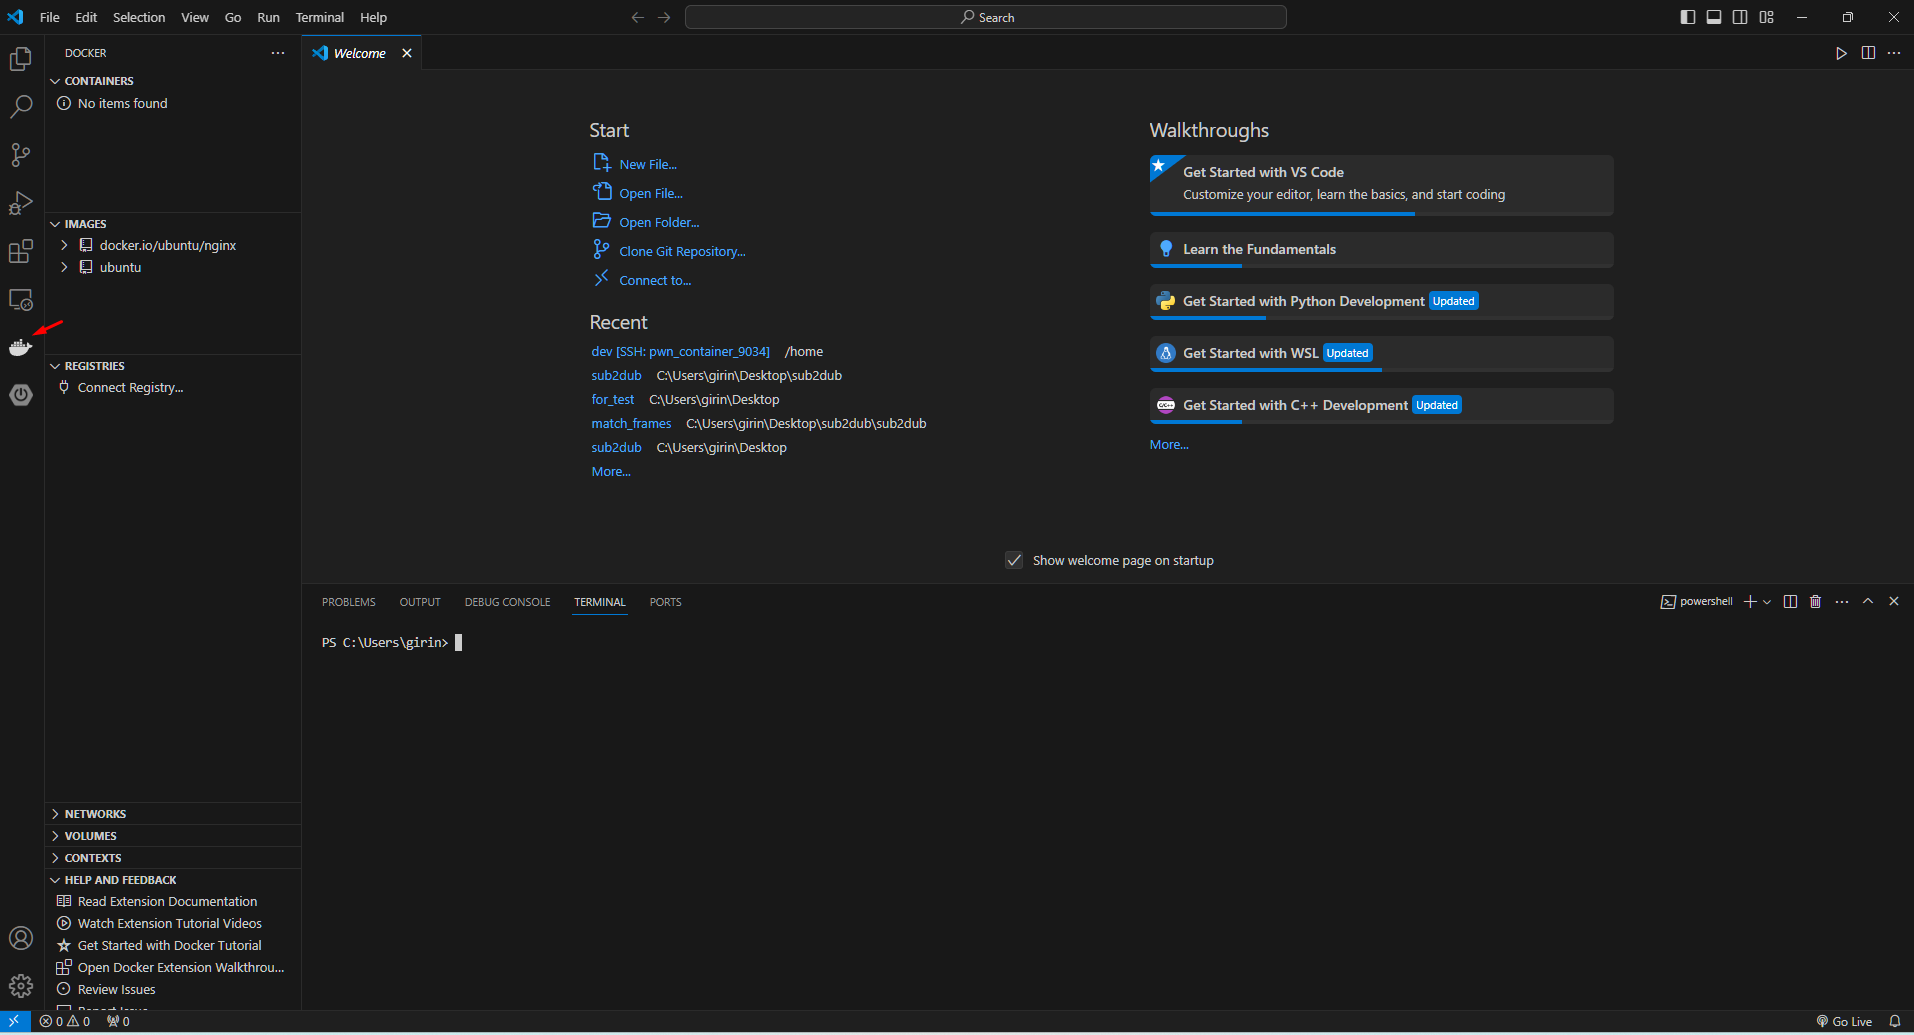 File Edit Selection View Go Run Terminal Help
Search
DOCKER
CONTAINERS
No items found
IMAGES
docker.io/ubuntu/nginx
ubuntu
REGISTRIES
Connect Registry...
NETWORKS
VOLUMES
CONTEXTS
HELP AND FEEDBACK
Read Extension Documentation
Watch Extension Tutorial Videos
Get Started with Docker Tutorial
Open Docker Extension Walkthrou...
Review Issues
Welcome
Start
New File...
Open File...
Open Folder...
Clone Git Repository...
Connect to...
Recent
dev [SSH: pwn_container_9034] /home
sub2dub C:\Users\girin\Desktop\sub2dub
for_test C:\Users\girin\Desktop
match_frames C:\Users\girin\Desktop\sub2dub\sub2dub
sub2dub C:\Users\girin\Desktop
More...
Walkthroughs
Get Started with VS Code
Customize your editor, learn the basics, and start coding
Learn the Fundamentals
Get Started with Python Development Updated
Get Started with WSL Updated
Get Started with C++ Development Updated
More...
Show welcome page on startup
PROBLEMS OUTPUT DEBUG CONSOLE TERMINAL PORTS
powershell
PS C:\Users\girin>
0 0 0
Go Live